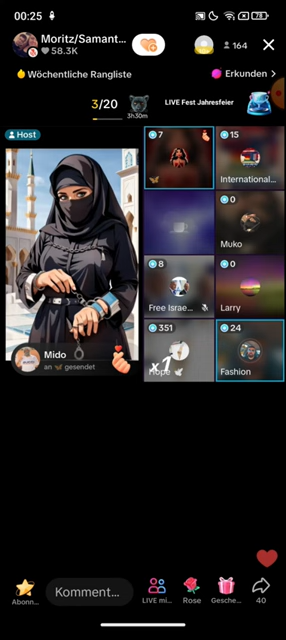 00:25
78
Moritz/Samant...
58.3K
164
Wöchentliche Rangliste
Erkunden >
3/20
3h30m
LIVE Fest Jahresfeier
Host
7
15
International...
0
Muko
8
Free Israe...
0
Larry
351
x1
Hope
24
Fashion
Mido
an gesendet
Abonn...
Komment...
LIVE mi...
Rose
Gesche...
40